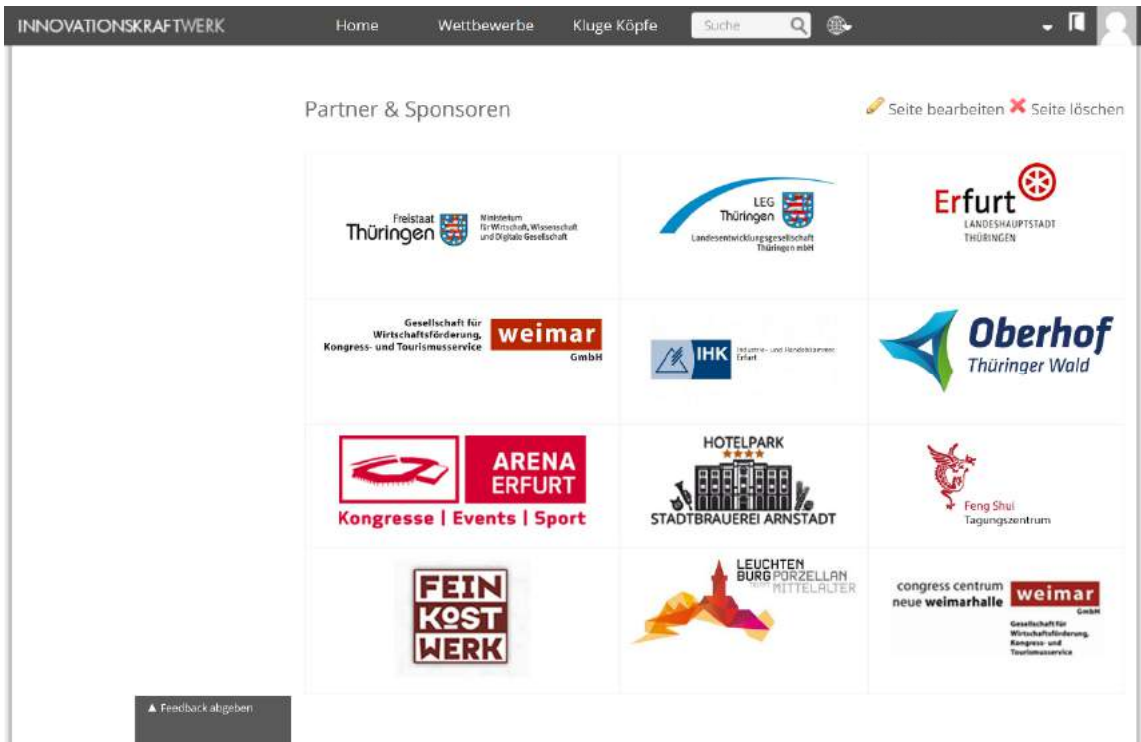 INNOVATIONSKRAFTWERK
Home
Wettbewerbe
Kluge Köpfe
Suche
Partner & Sponsoren
Seite bearbeiten
Seite löschen
Freistaat
Thüringen
Ministerium
für Wirtschaft, Wissenschaft
und Digitale Gesellschaft
LEG
Thüringen
Landesentwicklungsgesellschaft
Thüringen mbH
Erfurt
LANDESHAUPTSTADT
THÜRINGEN
Gesellschaft für
Wirtschaftsförderung,
Kongress- und Tourismusservice
weimar
GmbH
IHK
Industrie- und Handelskammer
Erfurt
Oberhof
Thüringer Wald
ARENA
ERFURT
Kongresse | Events | Sport
HOTELPARK
STADTBRAUEREI ARNSTADT
Feng Shui
Tagungszentrum
FEIN
KOST
WERK
LEUCHTEN
BURG PORZELLAN
MITTELALTER
congress centrum
neue weimarhalle
weimar
GmbH
Gesellschaft für
Wirtschaftsförderung,
Kongress- und
Tourismusservice
▲ Feedback abgeben